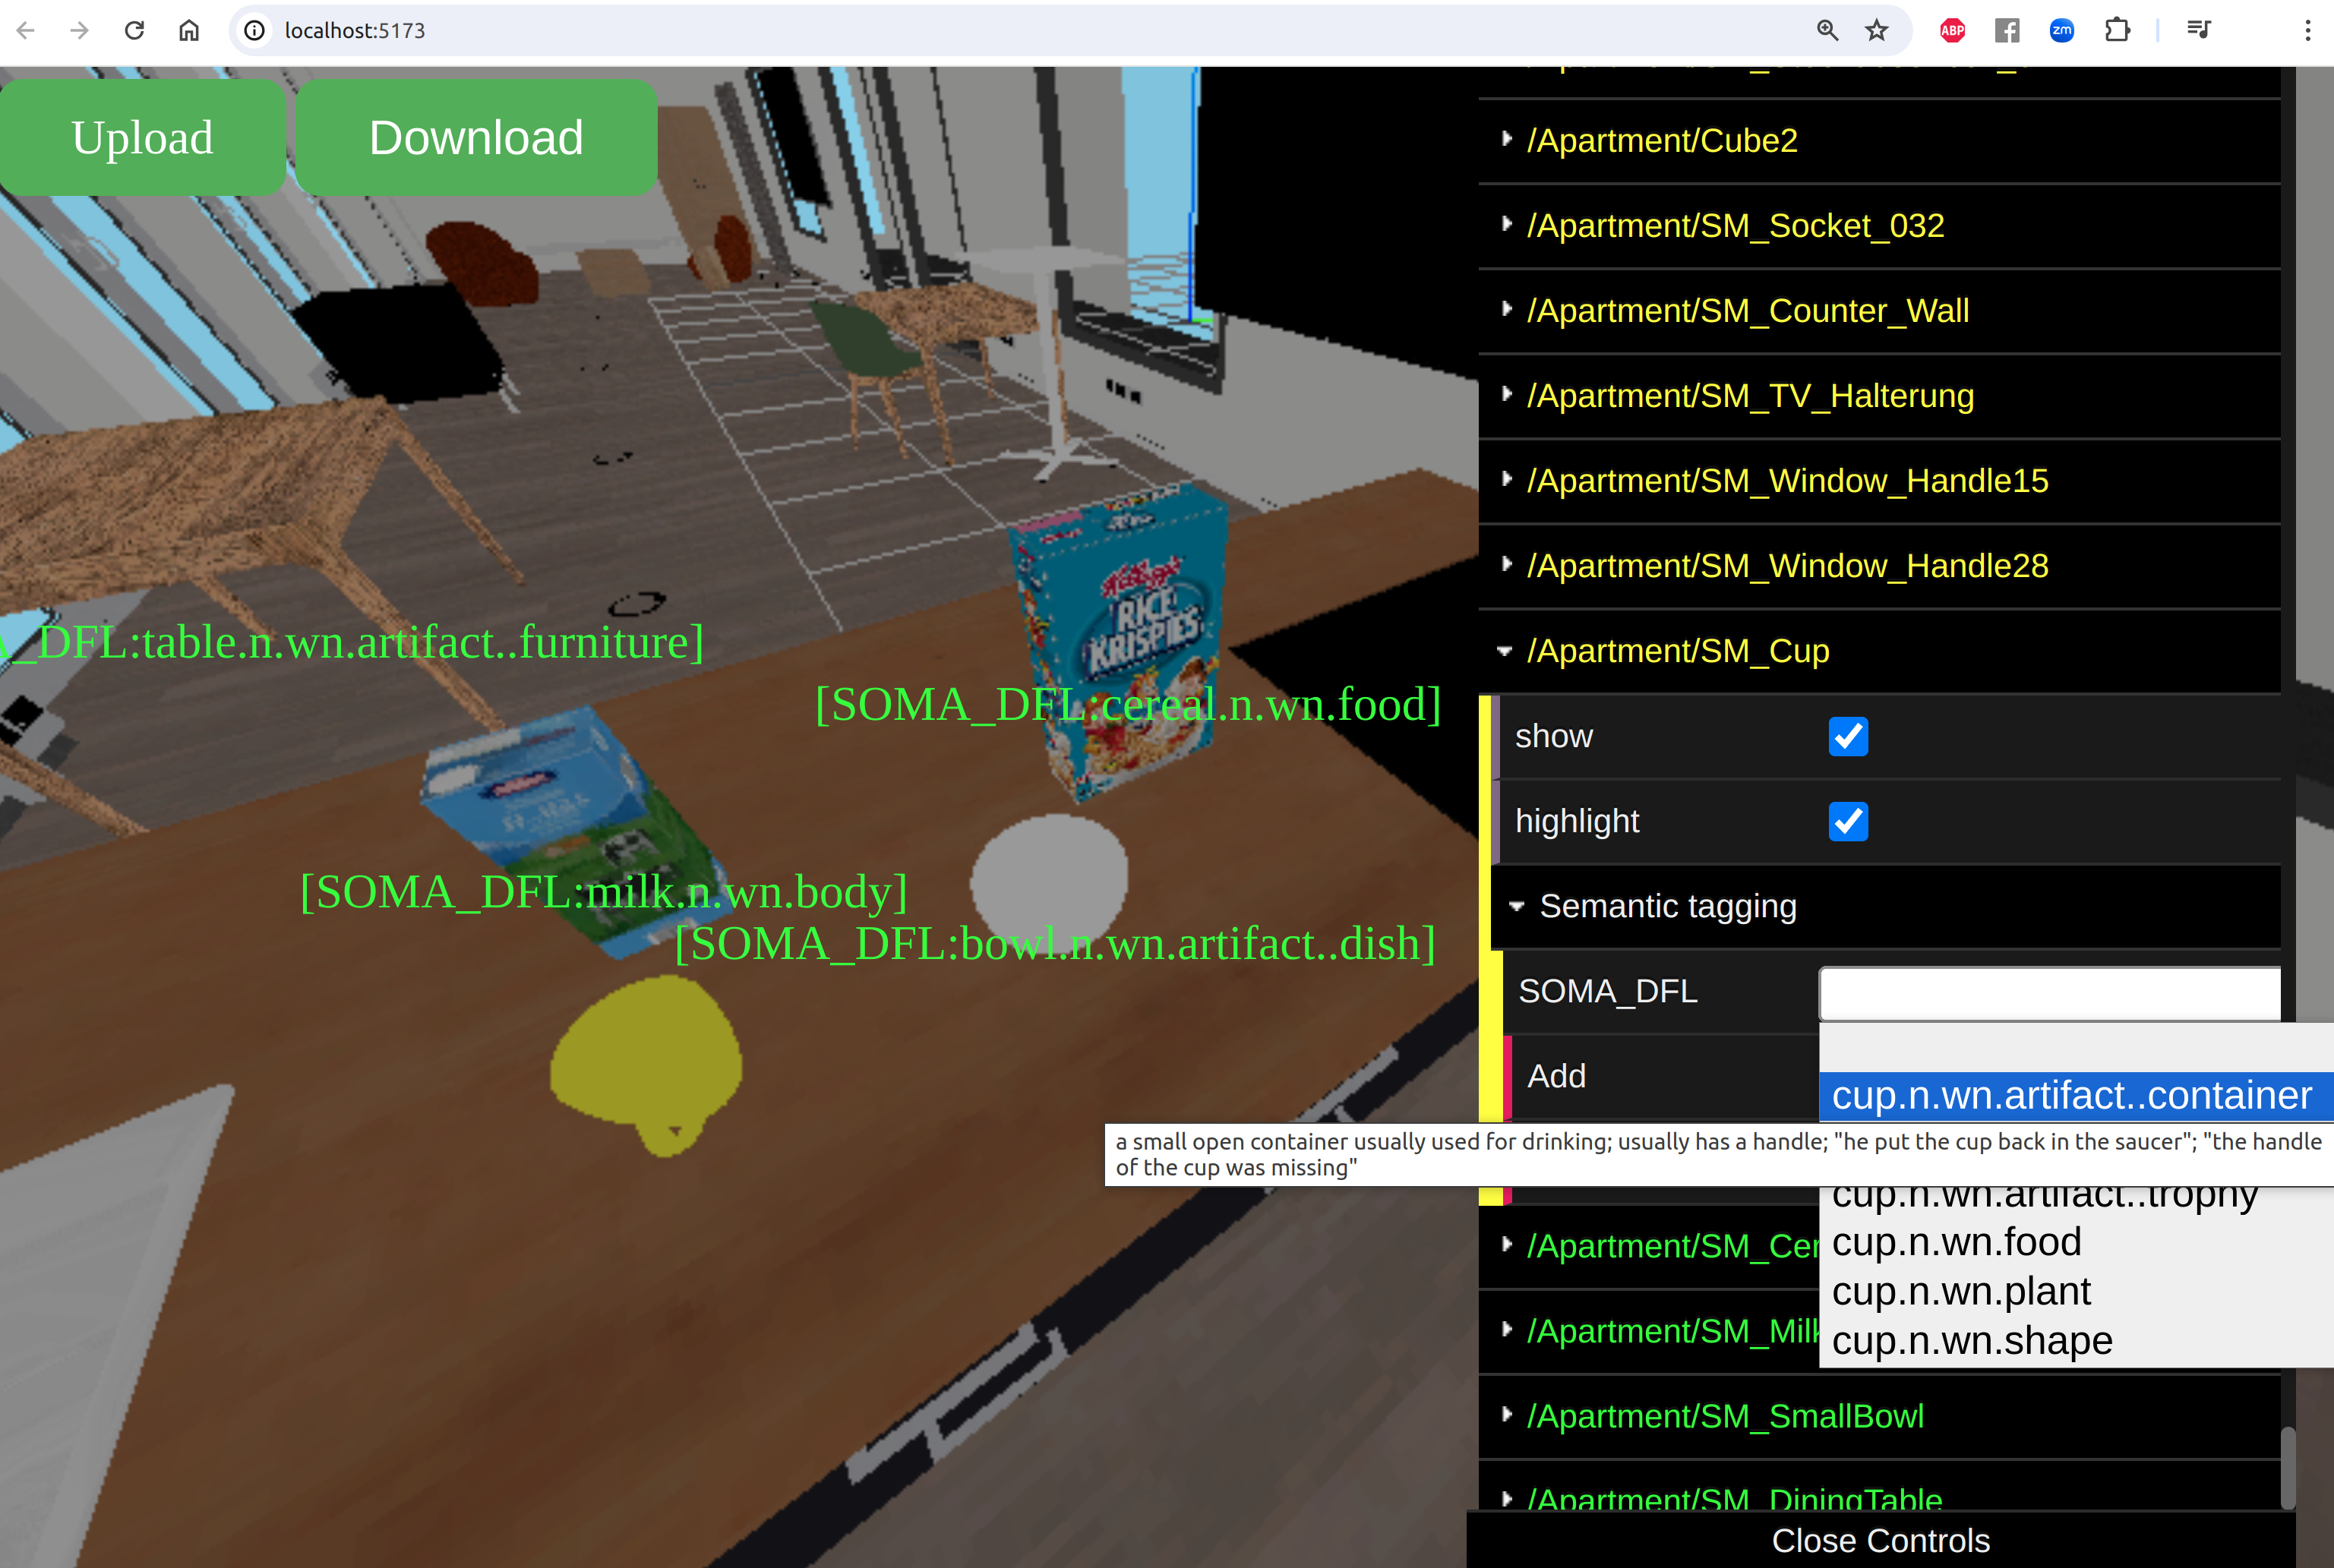 localhost:5173
ABP
zm
Upload
Download
/Apartment/Cube2
/Apartment/SM_Socket_032
/Apartment/SM_Counter_Wall
/Apartment/SM_TV_Halterung
/Apartment/SM_Window_Handle15
/Apartment/SM_Window_Handle28
/Apartment/SM_Cup
show
highlight
Semantic tagging
SOMA_DFL
Add
cup.n.wn.artifact..container
a small open container usually used for drinking; usually has a handle; "he put the cup back in the saucer"; "the handle
of the cup was missing"
cup.n.wn.artifact..trophy
cup.n.wn.food
cup.n.wn.plant
cup.n.wn.shape
/Apartment/SM_Cer
/Apartment/SM_Milk
/Apartment/SM_SmallBowl
/Apartment/SM_DiningTable
Close Controls
_DFL:table.n.wn.artifact..furniture]
[SOMA_DFL:cereal.n.wn.food]
[SOMA_DFL:milk.n.wn.body]
[SOMA_DFL:bowl.n.wn.artifact..dish]
Kellogg's
RICE
KRISPIES